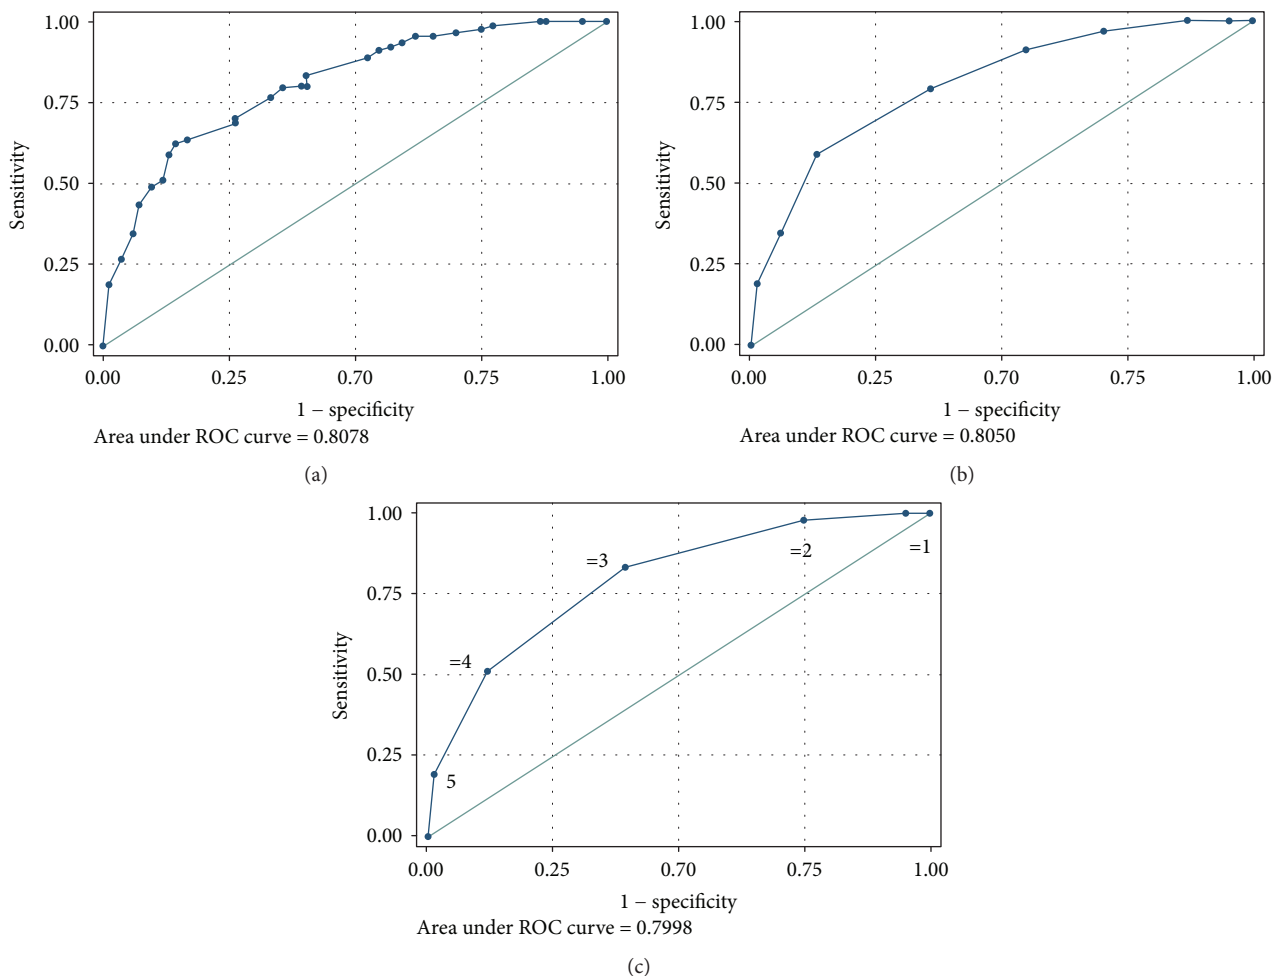 1.00
0.75
0.50
0.25
0.00
Sensitivity
0.00 0.25 0.70 0.75 1.00
1 − specificity
Area under ROC curve = 0.8078
(a)
1.00
0.75
0.50
0.25
0.00
Sensitivity
0.00 0.25 0.70 0.75 1.00
1 − specificity
Area under ROC curve = 0.8050
(b)
1.00
0.75
0.50
0.25
0.00
Sensitivity
=1
=2
=3
=4
5
0.00 0.25 0.70 0.75 1.00
1 − specificity
Area under ROC curve = 0.7998
(c)